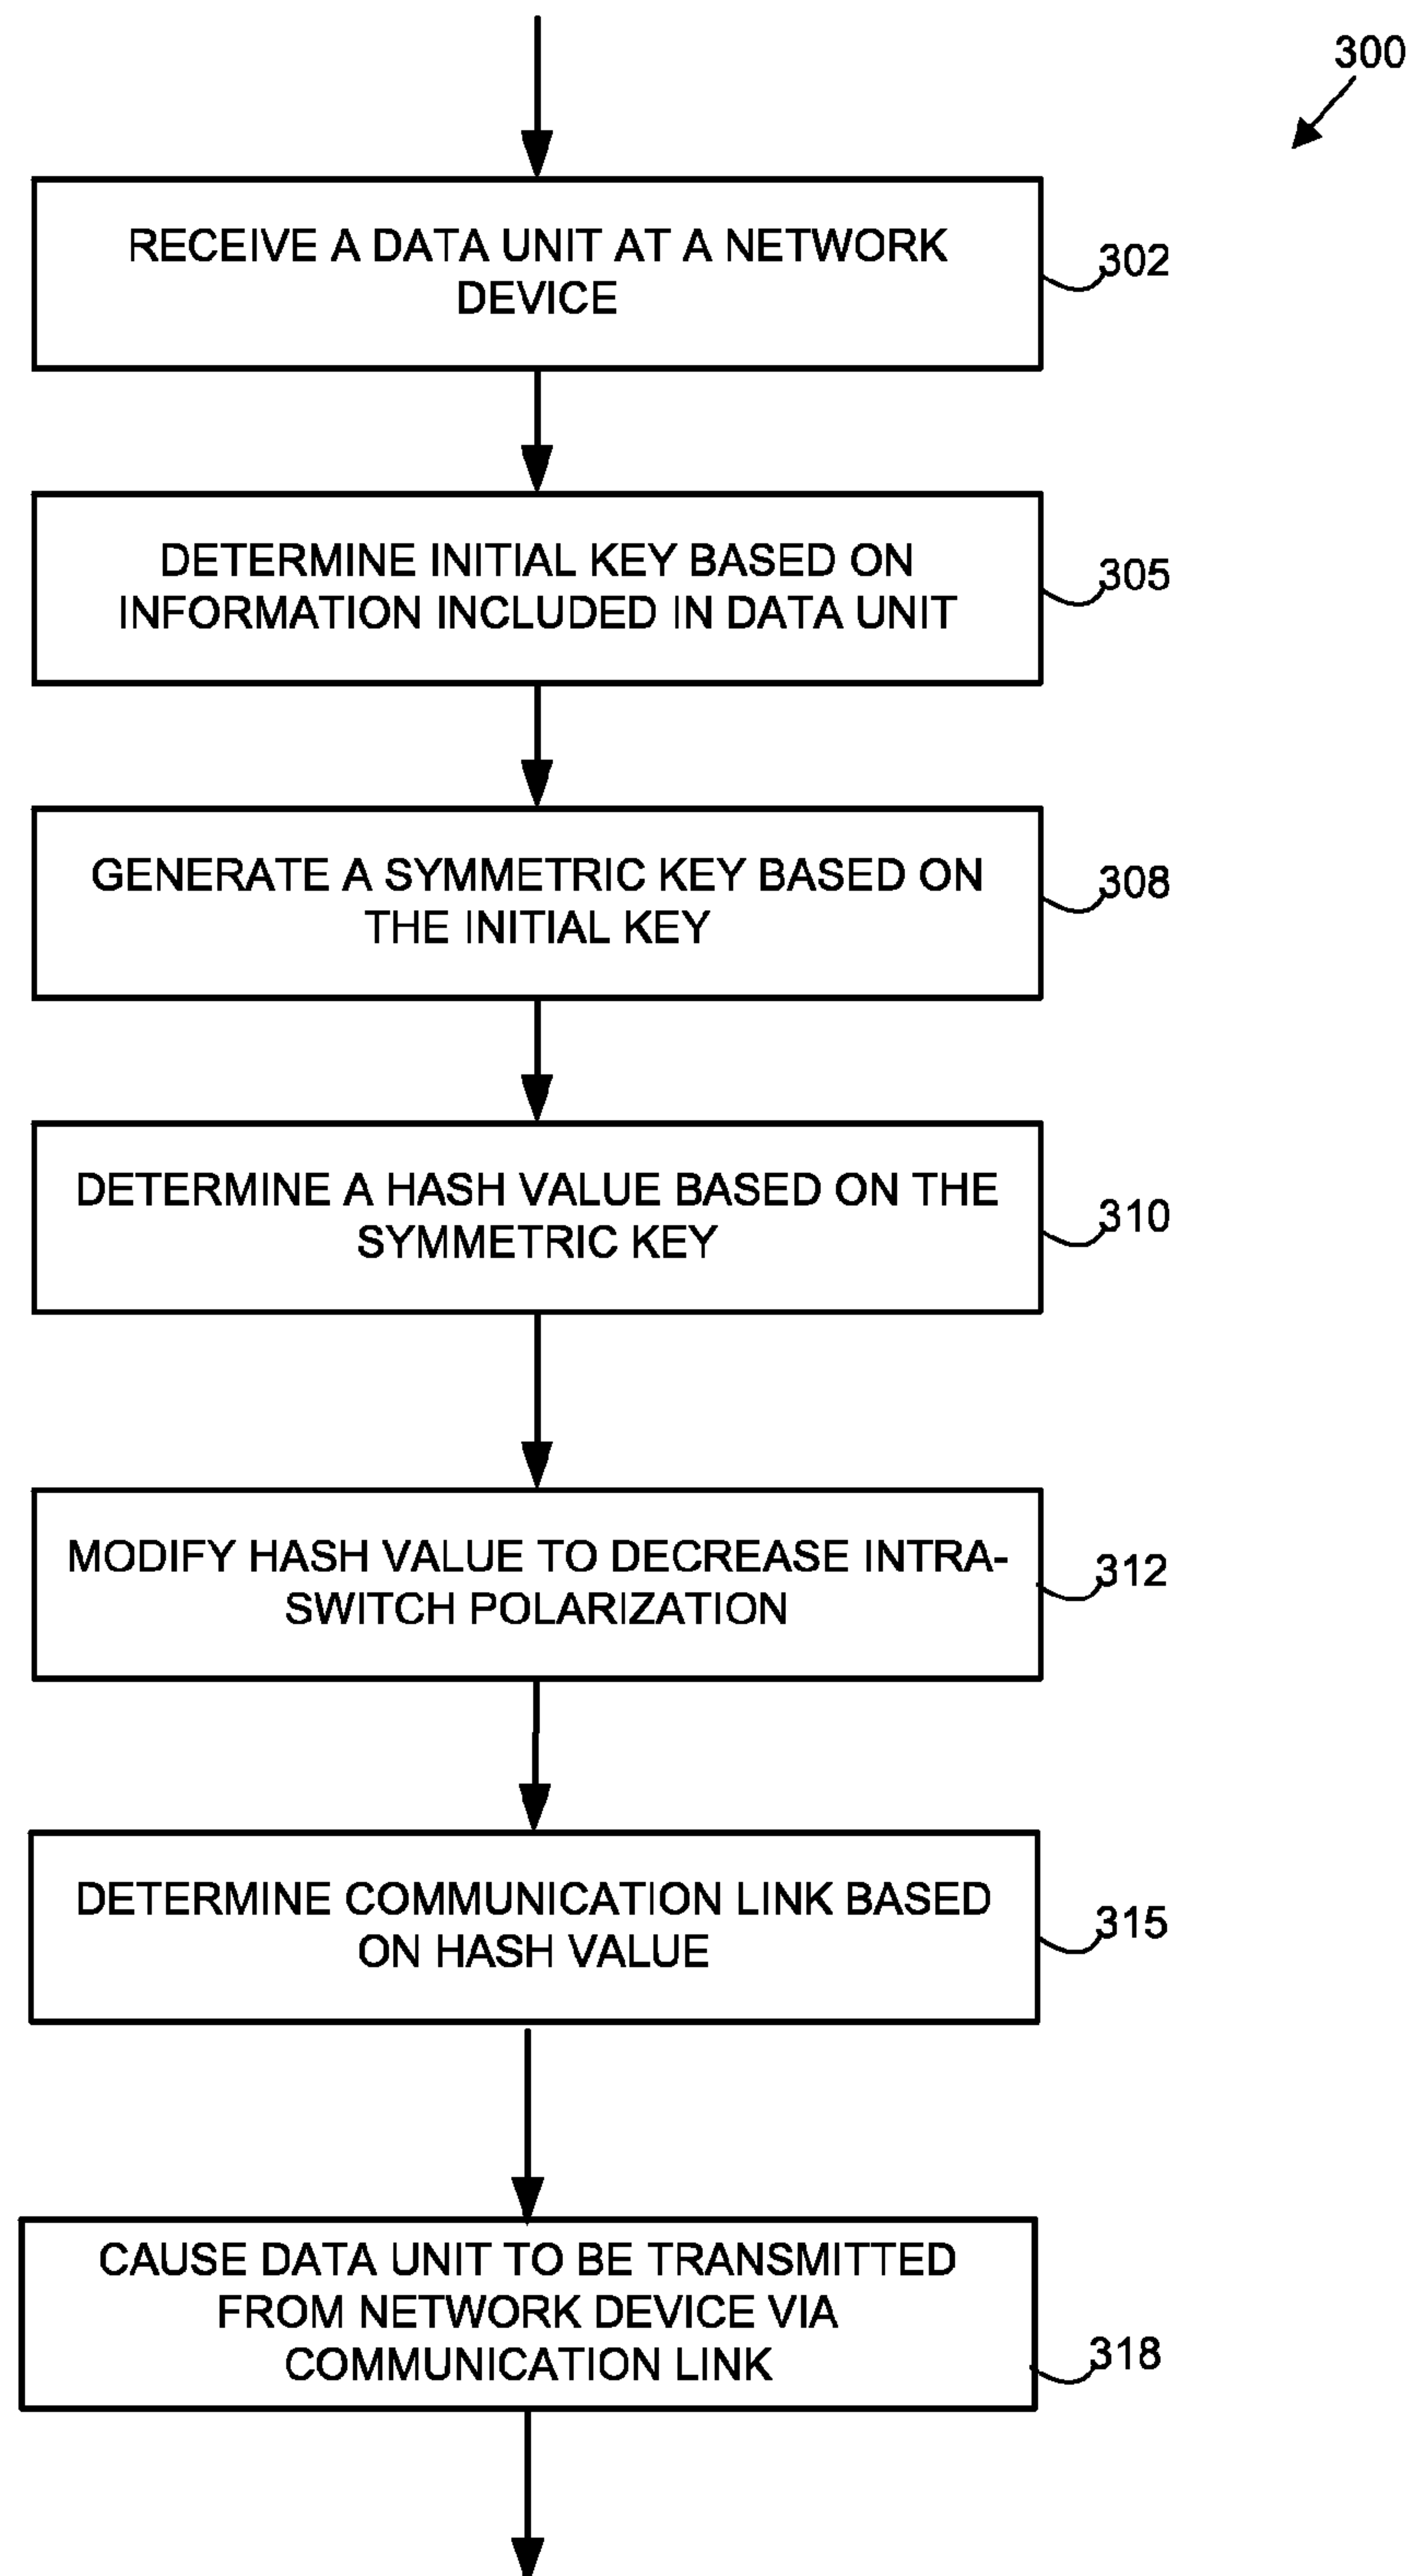 300
RECEIVE A DATA UNIT AT A NETWORK
DEVICE
302
DETERMINE INITIAL KEY BASED ON
INFORMATION INCLUDED IN DATA UNIT
305
GENERATE A SYMMETRIC KEY BASED ON
THE INITIAL KEY
308
DETERMINE A HASH VALUE BASED ON THE
SYMMETRIC KEY
310
MODIFY HASH VALUE TO DECREASE INTRA-
SWITCH POLARIZATION
312
DETERMINE COMMUNICATION LINK BASED
ON HASH VALUE
315
CAUSE DATA UNIT TO BE TRANSMITTED
FROM NETWORK DEVICE VIA
COMMUNICATION LINK
318